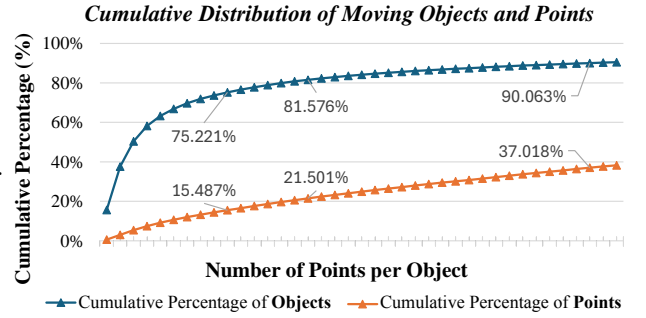 Cumulative Distribution of Moving Objects and Points
Cumulative Percentage (%)
100%
80%
60%
40%
20%
0%
75.221%
81.576%
90.063%
15.487%
21.501%
37.018%
Number of Points per Object
Cumulative Percentage of Objects
Cumulative Percentage of Points